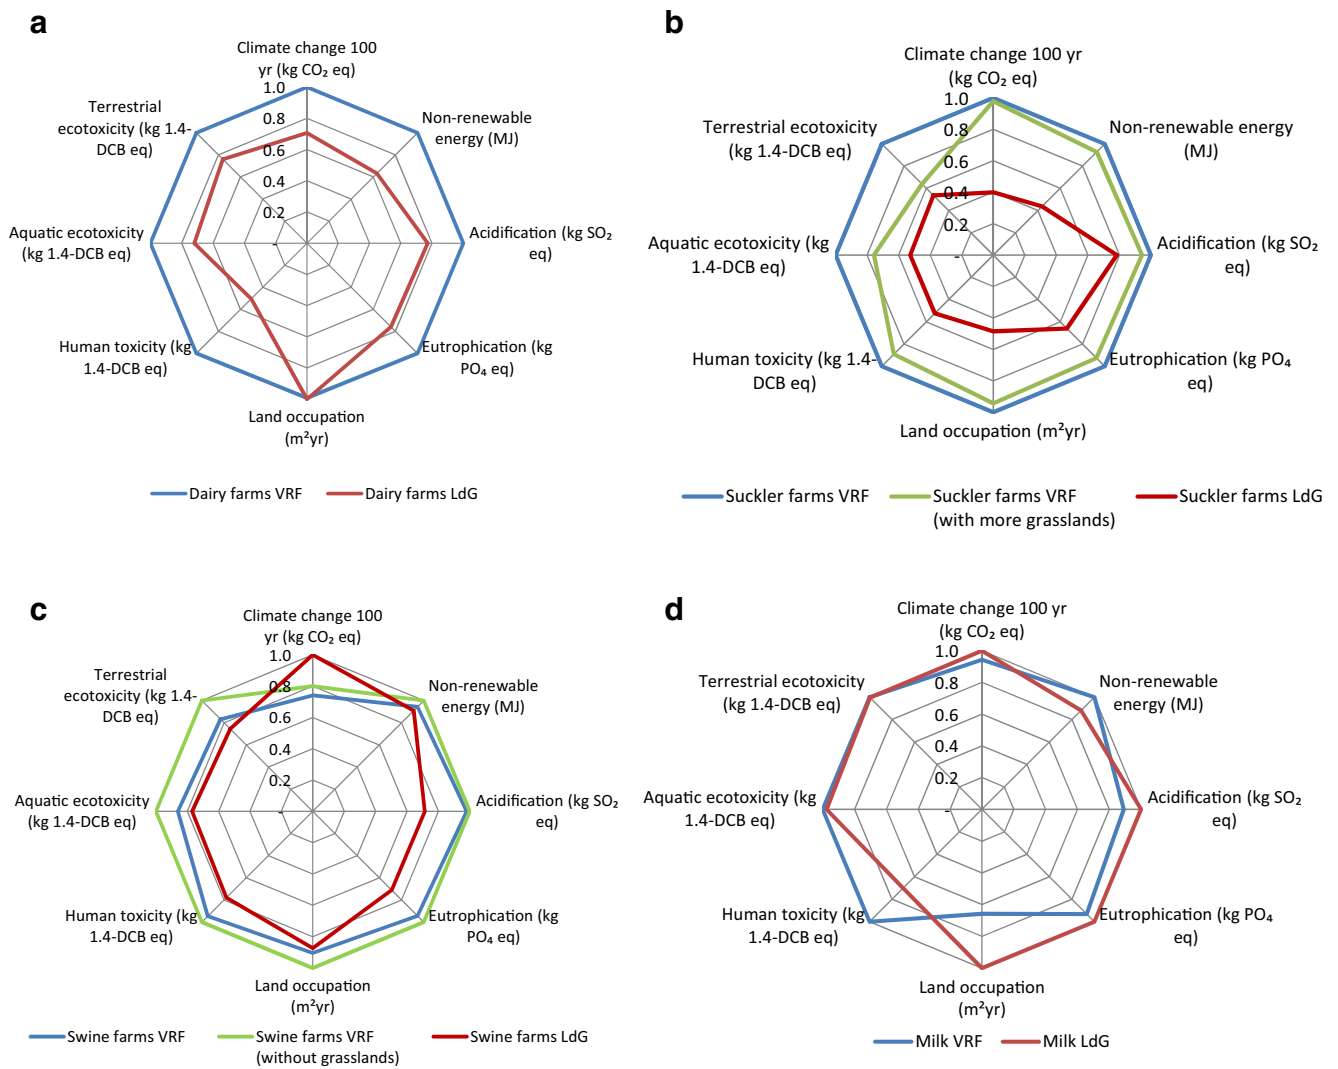 a
Climate change 100
yr (kg CO₂ eq)
1.0
0.8
0.6
0.4
0.2
-
Non-renewable
energy (MJ)
Acidification (kg SO₂
eq)
Eutrophication (kg
PO₄ eq)
Land occupation
(m²yr)
Human toxicity (kg
1.4-DCB eq)
Aquatic ecotoxicity
(kg 1.4-DCB eq)
Terrestrial
ecotoxicity (kg 1.4-
DCB eq)
Dairy farms VRF
Dairy farms LdG
b
Climate change 100 yr
(kg CO₂ eq)
1.0
0.8
0.6
0.4
0.2
-
Non-renewable energy
(MJ)
Acidification (kg SO₂
eq)
Eutrophication (kg PO₄
eq)
Land occupation (m²yr)
Human toxicity (kg 1.4-
DCB eq)
Aquatic ecotoxicity (kg
1.4-DCB eq)
Terrestrial ecotoxicity
(kg 1.4-DCB eq)
Suckler farms VRF
Suckler farms VRF
(with more grasslands)
Suckler farms LdG
c
Climate change 100
yr (kg CO₂ eq)
1.0
0.8
0.6
0.4
0.2
-
Non-renewable
energy (MJ)
Acidification (kg SO₂
eq)
Eutrophication (kg
PO₄ eq)
Land occupation
(m²yr)
Human toxicity (kg
1.4-DCB eq)
Aquatic ecotoxicity
(kg 1.4-DCB eq)
Terrestrial
ecotoxicity (kg 1.4-
DCB eq)
Swine farms VRF
Swine farms VRF
(without grasslands)
Swine farms LdG
d
Climate change 100 yr
(kg CO₂ eq)
1.0
0.8
0.6
0.4
0.2
-
Non-renewable
energy (MJ)
Acidification (kg SO₂
eq)
Eutrophication (kg PO₄
eq)
Land occupation
(m²yr)
Human toxicity (kg
1.4-DCB eq)
Aquatic ecotoxicity (kg
1.4-DCB eq)
Terrestrial ecotoxicity
(kg 1.4-DCB eq)
Milk VRF
Milk LdG